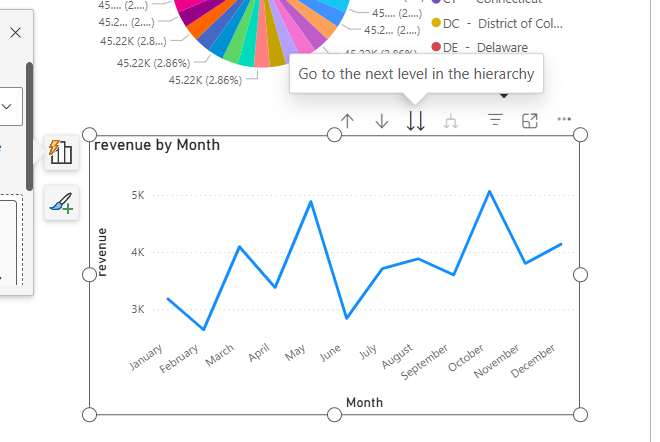 CT - Connecticut
45.... (2....)
45.... (2....)
DC - District of Col...
45.2... (2....)
45.2... (2....)
DE - Delaware
45.22K (2.8...)
45.22K (2.86%)
45.22K (2.86%)
45.22K (2.86%)
Go to the next level in the hierarchy
revenue by Month
5K
4K
3K
revenue
January
February
March
April
May
June
July
August
September
October
November
December
Month